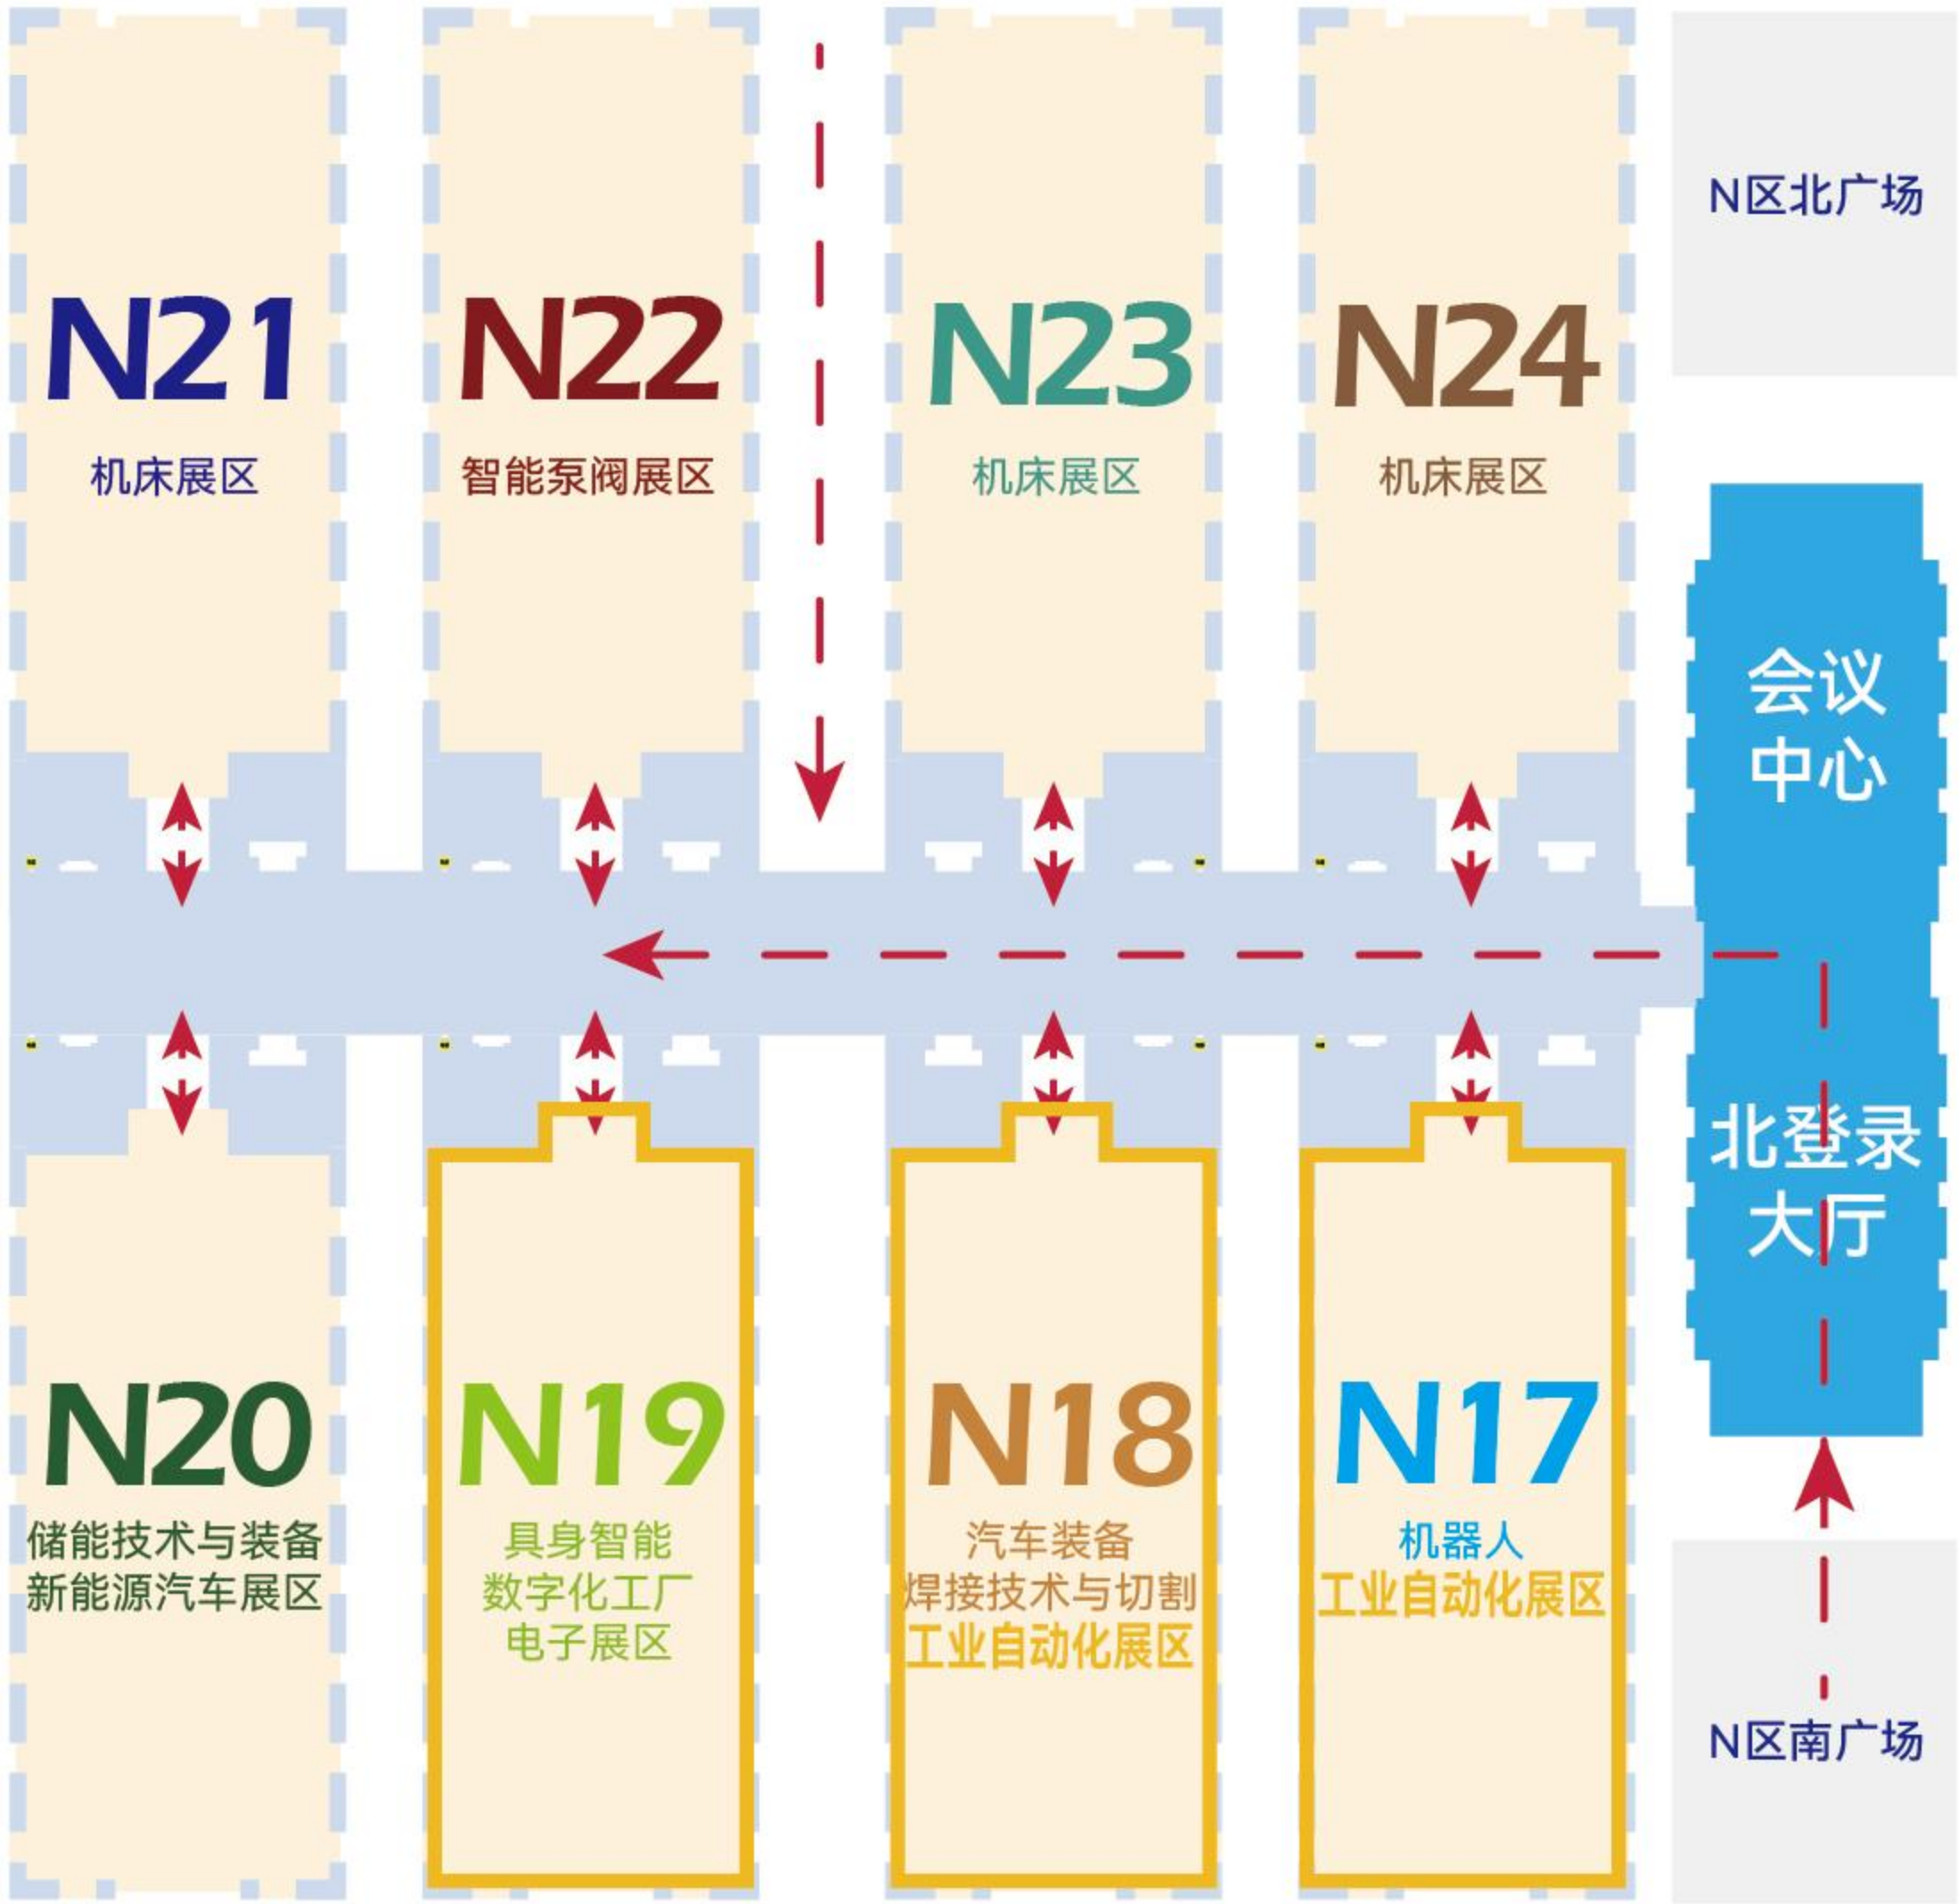 N21
机床展区
N22
智能泵阀展区
N23
机床展区
N24
机床展区
N区北广场
会议
中心
北登录
大厅
N20
储能技术与装备
新能源汽车展区
N19
具身智能
数字化工厂
电子展区
N18
汽车装备
焊接技术与切割
工业自动化展区
N17
机器人
工业自动化展区
N区南广场